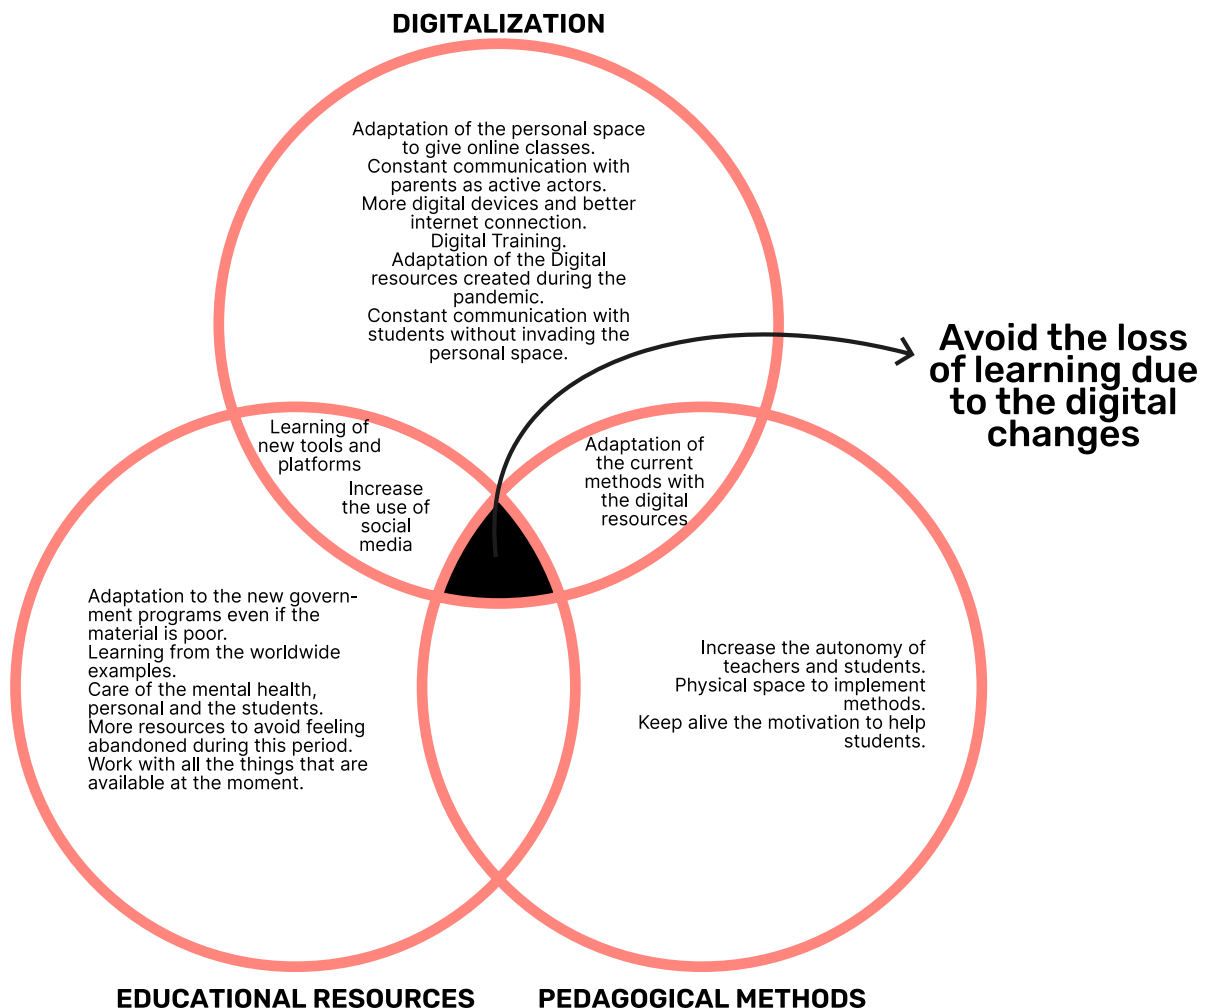 DIGITALIZATION
Adaptation of the personal space
to give online classes.
Constant communication with
parents as active actors.
More digital devices and better
internet connection.
Digital Training.
Adaptation of the Digital
resources created during the
pandemic.
Constant communication with
students without invading the
personal space.
Avoid the loss
of learning due
to the digital
changes
Learning of
new tools and
platforms
Increase
the use of
social
media
Adaptation of
the current
methods with
the digital
resources
Adaptation to the new govern-
ment programs even if the
material is poor.
Learning from the worldwide
examples.
Care of the mental health,
personal and the students.
More resources to avoid feeling
abandoned during this period.
Work with all the things that are
available at the moment.
Increase the autonomy of
teachers and students.
Physical space to implement
methods.
Keep alive the motivation to help
students.
EDUCATIONAL RESOURCES
PEDAGOGICAL METHODS